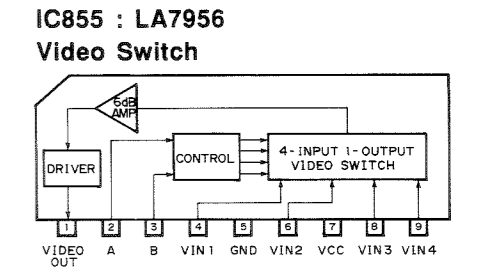 IC855 : LA7956
Video Switch
6dB
AMP
DRIVER
CONTROL
4-INPUT 1-OUTPUT
VIDEO SWITCH
1 2 3 4 5 6 7 8 9
VIDEO OUT A B VIN1 GND VIN2 VCC VIN3 VIN4